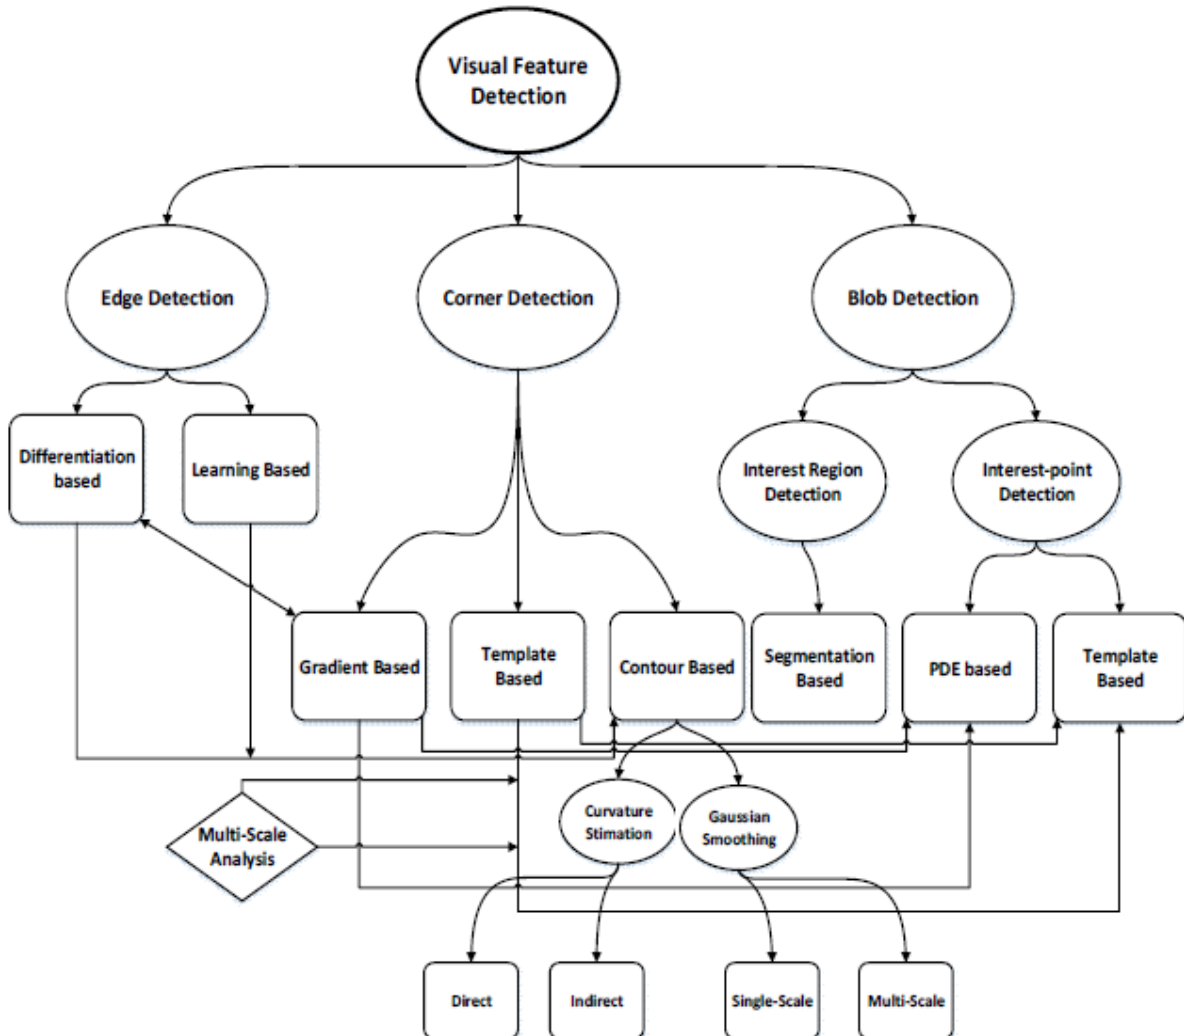 Visual Feature
Detection
Edge Detection
Corner Detection
Blob Detection
Differentiation
based
Learning Based
Interest Region
Detection
Interest-point
Detection
Gradient Based
Template
Based
Contour Based
Segmentation
Based
PDE based
Template
Based
Multi-Scale
Analysis
Curvature
Stimation
Gaussian
Smoothing
Direct
Indirect
Single-Scale
Multi-Scale